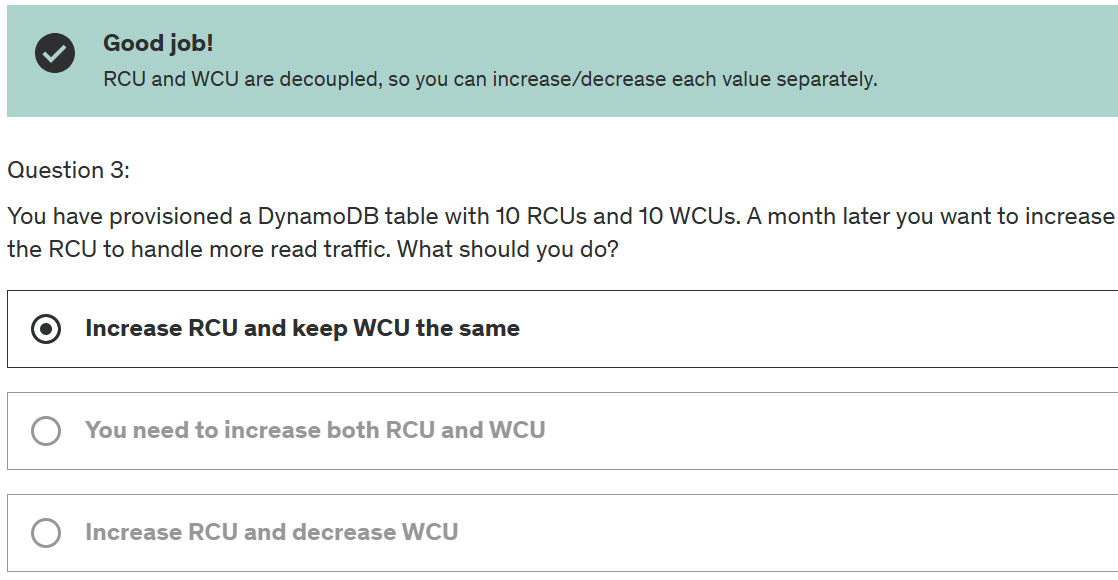 Good job!
RCU and WCU are decoupled, so you can increase/decrease each value separately.
Question 3:
You have provisioned a DynamoDB table with 10 RCUs and 10 WCUs. A month later you want to increase
the RCU to handle more read traffic. What should you do?
Increase RCU and keep WCU the same
You need to increase both RCU and WCU
Increase RCU and decrease WCU